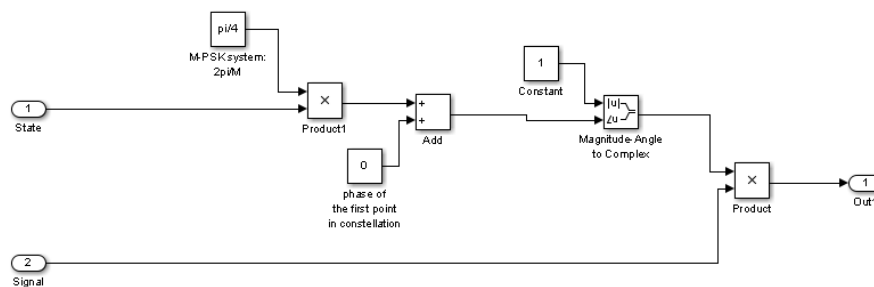 pi/4
M-PSK system:
2pi/M
1
State
×
Product1
+
+
Add
0
phase of
the first point
in constellation
1
Constant
|u|
∠u
Magnitude-Angle
to Complex
×
Product
1
Out1
2
Signal